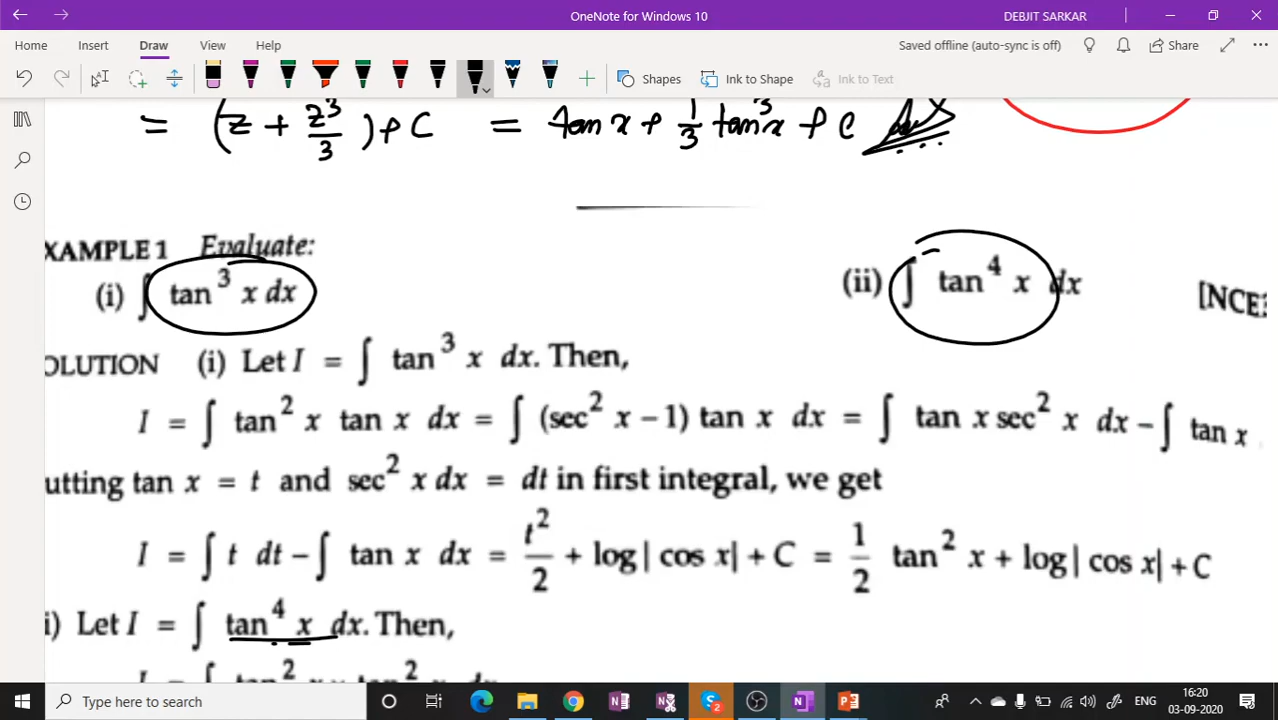 OneNote for Windows 10
DEBJIT SARKAR
Home Insert Draw View Help
Saved offline (auto-sync is off)
Share
Shapes
Ink to Shape
Ink to Text
= (z + z³/3) + C = tan x + 1/3 tan³x + C
XAMPLE 1 Evaluate:
(i) ∫ tan³ x dx (ii) ∫ tan⁴ x dx [NCE
OLUTION (i) Let I = ∫ tan³ x dx. Then,
I = ∫ tan² x tan x dx = ∫ (sec² x – 1) tan x dx = ∫ tan x sec² x dx – ∫ tan x
utting tan x = t and sec² x dx = dt in first integral, we get
I = ∫ t dt – ∫ tan x dx = t²/2 + log| cos x| + C = 1/2 tan² x + log| cos x| + C
i) Let I = ∫ tan⁴ x dx. Then,
Type here to search
2
ENG
16:20
03-09-2020